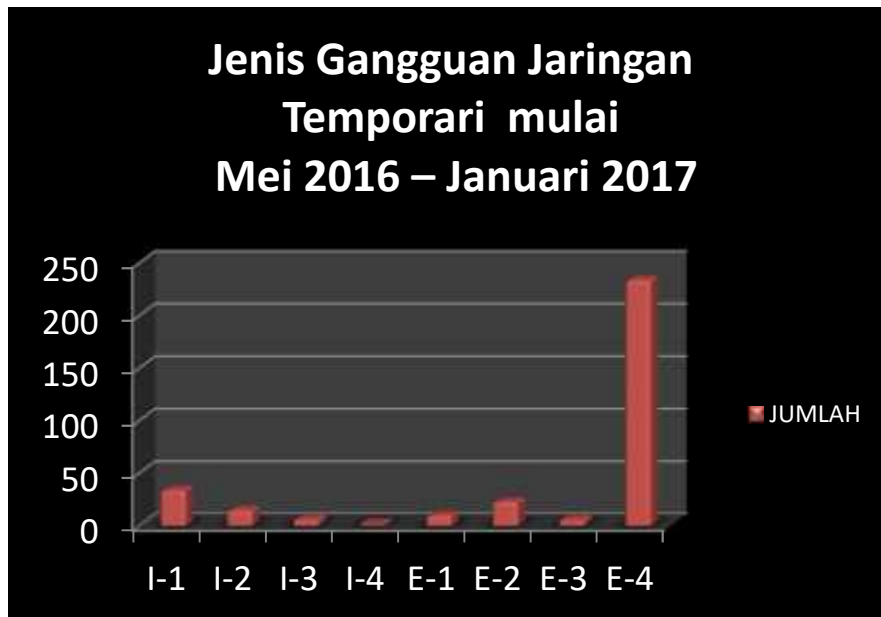 Jenis Gangguan Jaringan
Temporari mulai
Mei 2016 – Januari 2017
250
200
150
100
50
0
I-1 I-2 I-3 I-4 E-1 E-2 E-3 E-4
JUMLAH